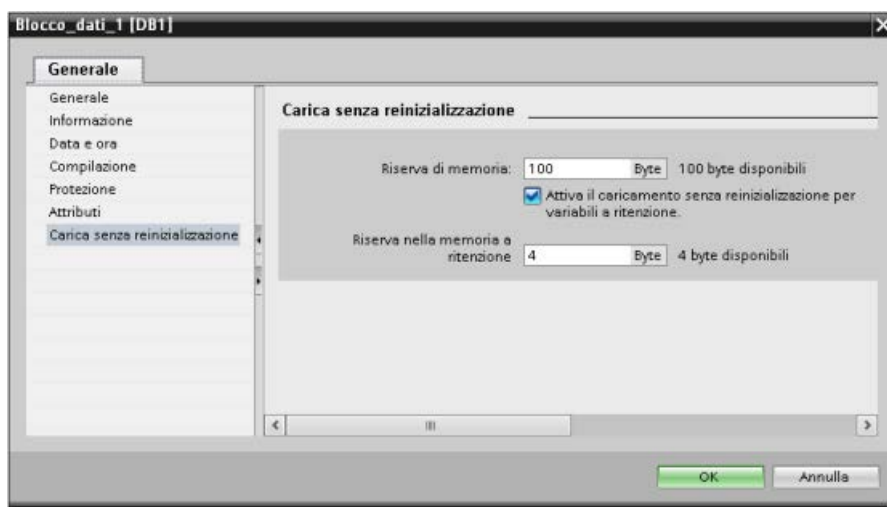 Blocco_dati_1 [DB1]
Generale
Generale
Informazione
Data e ora
Compilazione
Protezione
Attributi
Carica senza reinizializzazione
Carica senza reinizializzazione
Riserva di memoria: 100 Byte 100 byte disponibili
Attiva il caricamento senza reinizializzazione per
variabili a ritenzione.
Riserva nella memoria a
ritenzione 4 Byte 4 byte disponibili
OK Annulla